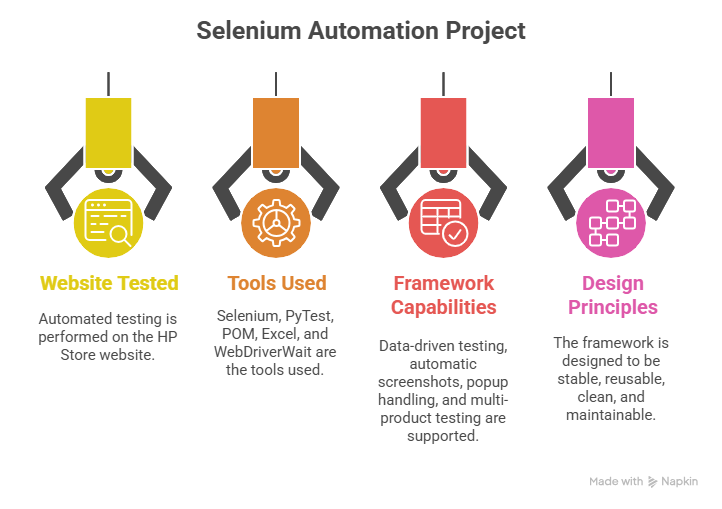 Selenium Automation Project
Website Tested
Automated testing is
performed on the HP
Store website.
Tools Used
Selenium, PyTest,
POM, Excel, and
WebDriverWait are
the tools used.
Framework
Capabilities
Data-driven testing,
automatic
screenshots, popup
handling, and multi-
product testing are
supported.
Design
Principles
The framework is
designed to be
stable, reusable,
clean, and
maintainable.
Made with Napkin